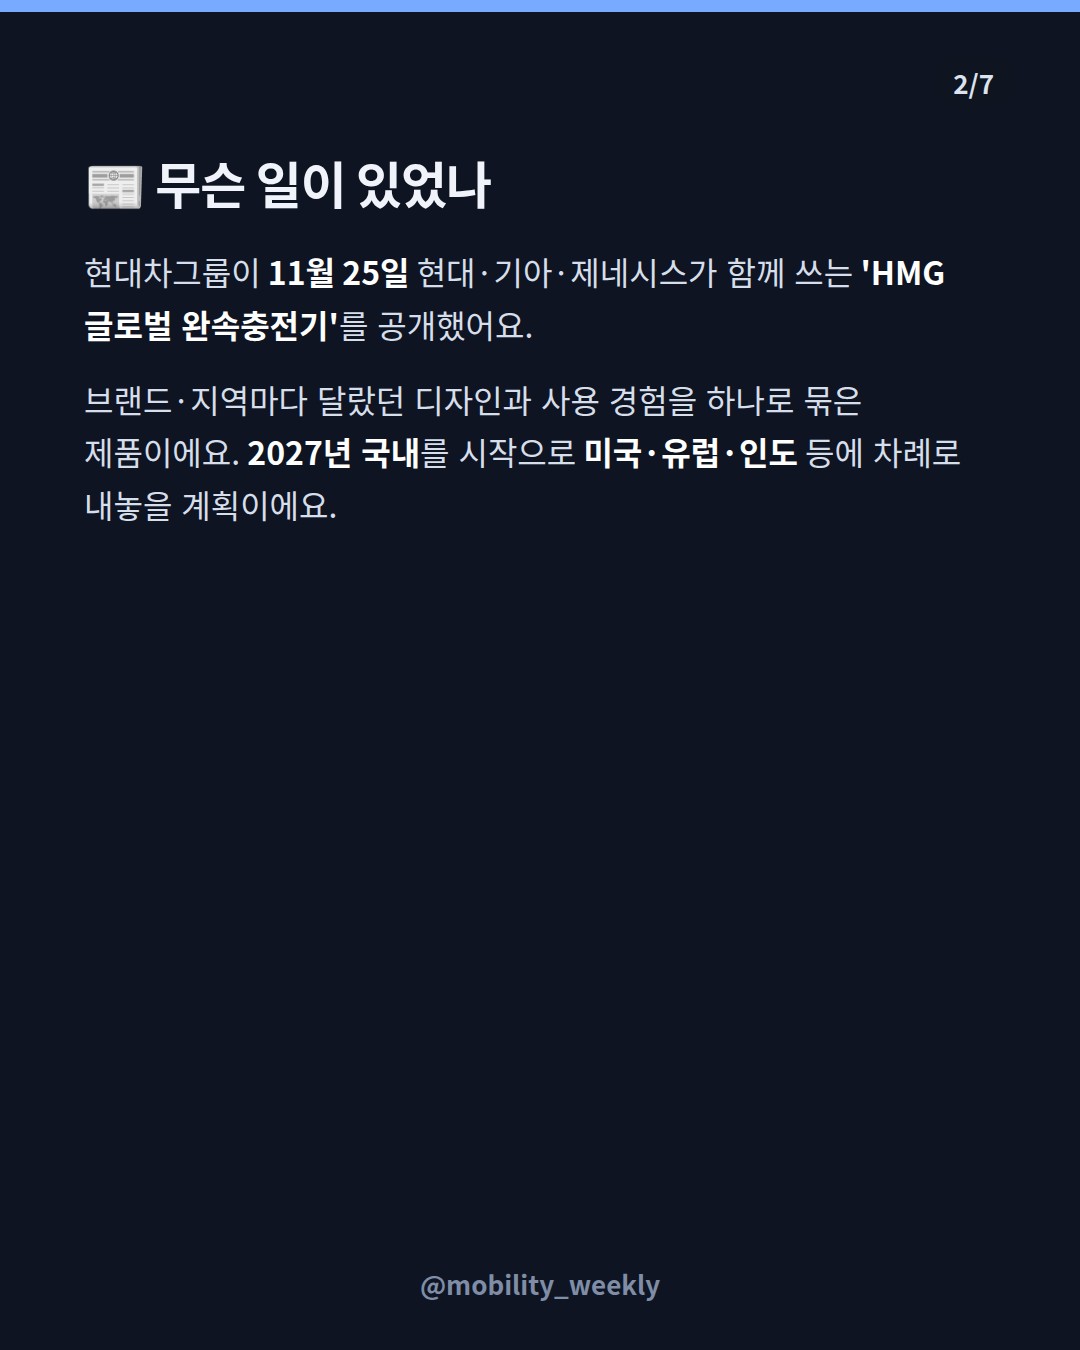 2/7
📰 무슨 일이 있었나
현대차그룹이 11월 25일 현대·기아·제네시스가 함께 쓰는 'HMG
글로벌 완속충전기'를 공개했어요.
브랜드·지역마다 달랐던 디자인과 사용 경험을 하나로 묶은
제품이에요. 2027년 국내를 시작으로 미국·유럽·인도 등에 차례로
내놓을 계획이에요.
@mobility_weekly